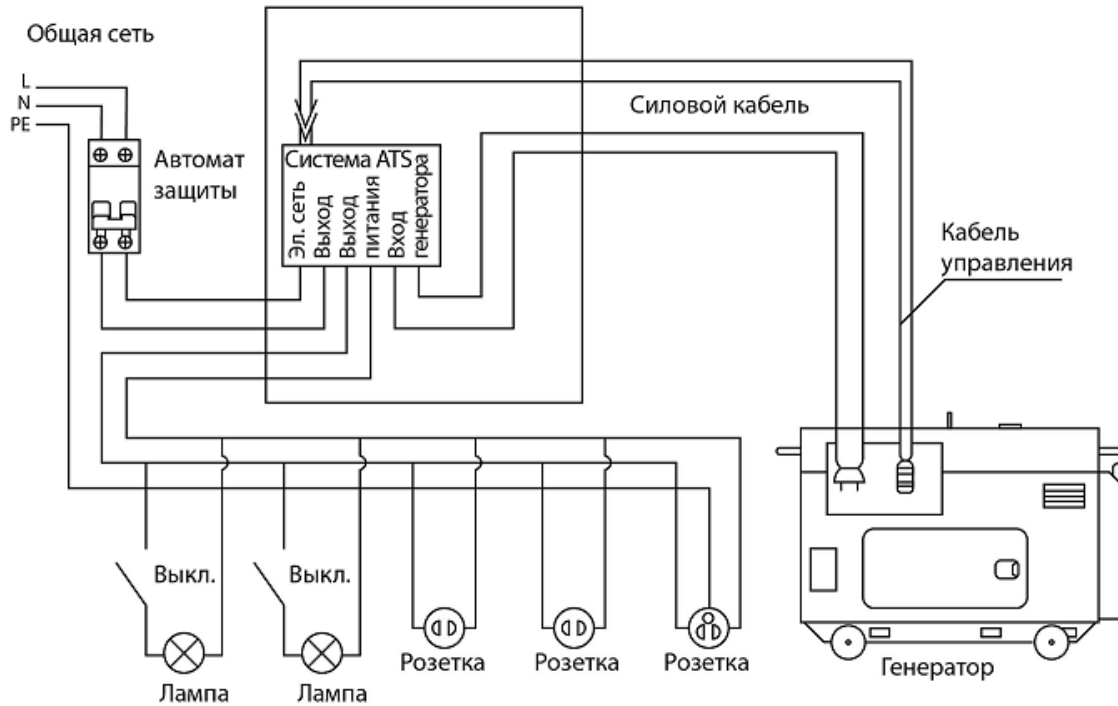 Общая сеть
L
N
PE
Автомат
защиты
Система ATS
Эл. сеть
Выход
Выход
питания
Вход
генератора
Силовой кабель
Кабель
управления
Выкл.
Выкл.
Лампа
Лампа
Розетка
Розетка
Розетка
Генератор